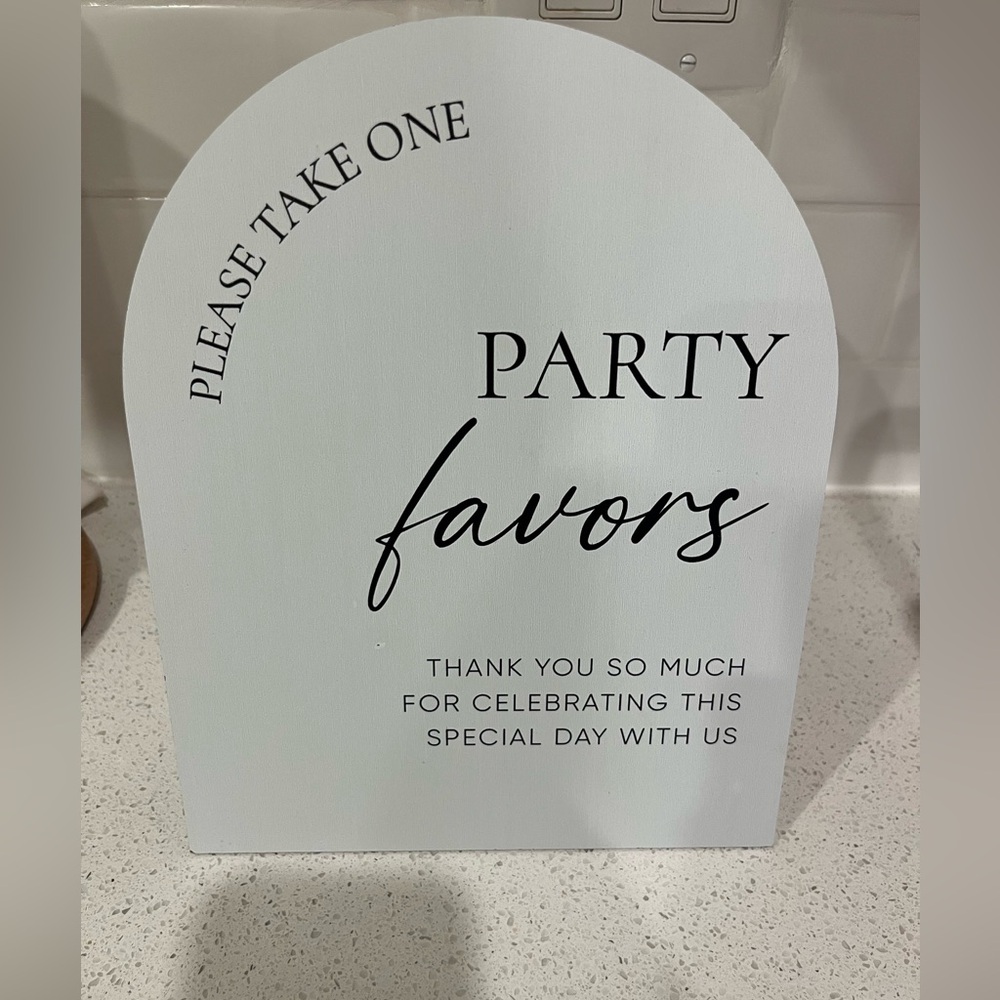 PLEASE TAKE ONE
PARTY
favors
THANK YOU SO MUCH
FOR CELEBRATING THIS
SPECIAL DAY WITH US